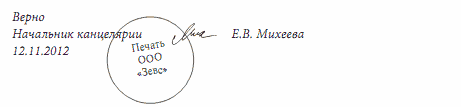 Верно
Начальник канцелярии Е.В. Михеева
12.11.2012
Печать
ООО
«Зевс»